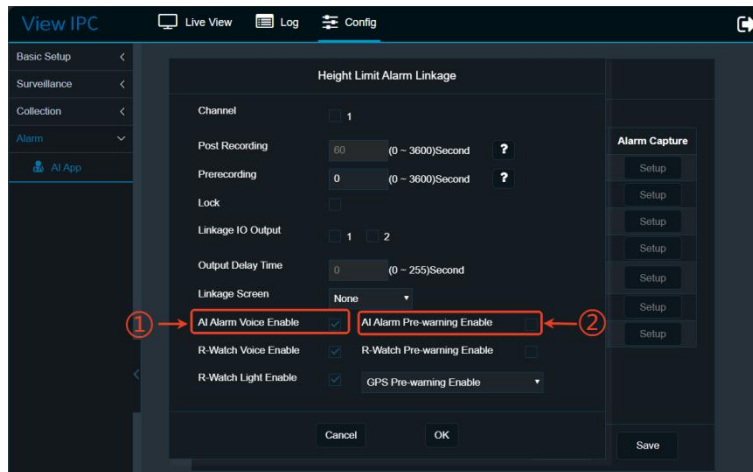 View IPC
Live View
Log
Config
Basic Setup
Surveillance
Collection
Alarm
AI App
Height Limit Alarm Linkage
Channel
1
Post Recording
60
(0 ~ 3600)Second
?
Prerecording
0
(0 ~ 3600)Second
?
Lock
Linkage IO Output
1
2
Output Delay Time
0
(0 ~ 255)Second
Linkage Screen
None
①
AI Alarm Voice Enable
AI Alarm Pre-warning Enable
②
R-Watch Voice Enable
R-Watch Pre-warning Enable
R-Watch Light Enable
GPS Pre-warning Enable
Cancel
OK
Alarm Capture
Setup
Setup
Setup
Setup
Setup
Setup
Setup
Save